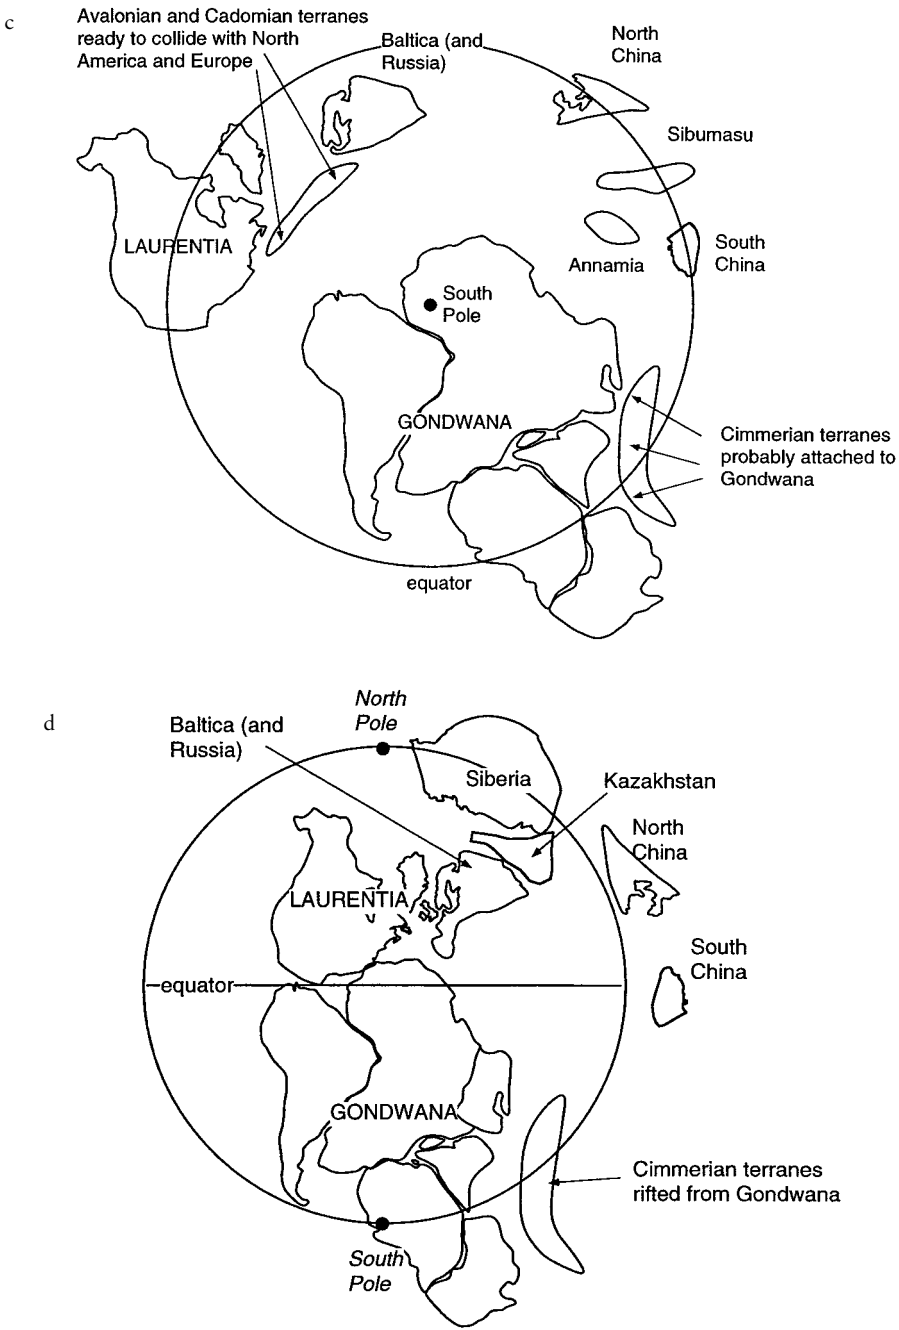 c
Avalonian and Cadomian terranes
ready to collide with North
America and Europe
Baltica (and
Russia)
North
China
Sibumasu
LAURENTIA
Annamia
South
China
South
Pole
GONDWANA
Cimmerian terranes
probably attached to
Gondwana
equator
d
North
Pole
Baltica (and
Russia)
Siberia
Kazakhstan
North
China
LAURENTIA
South
China
equator
GONDWANA
Cimmerian terranes
rifted from Gondwana
South
Pole